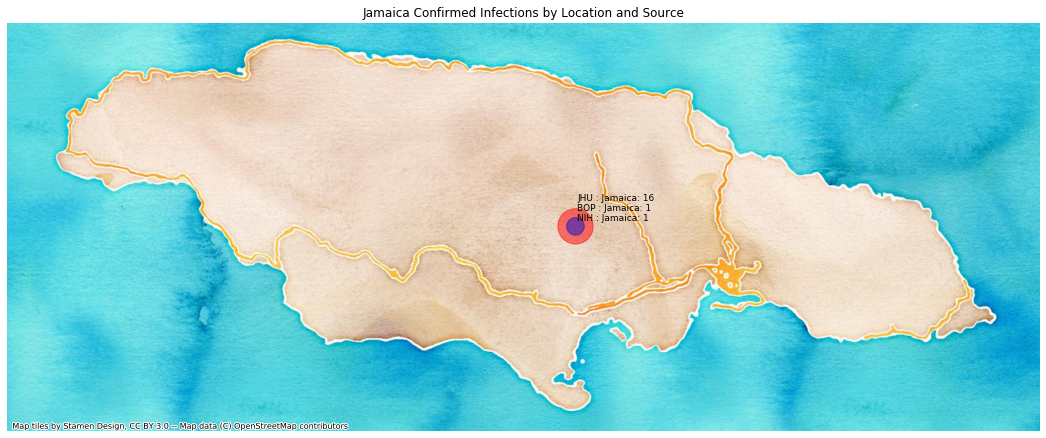 Jamaica Confirmed Infections by Location and Source
JHU : Jamaica: 16
BOP : Jamaica: 1
NIH : Jamaica: 1
Map tiles by Stamen Design, CC BY 3.0 -- Map data (C) OpenStreetMap contributors